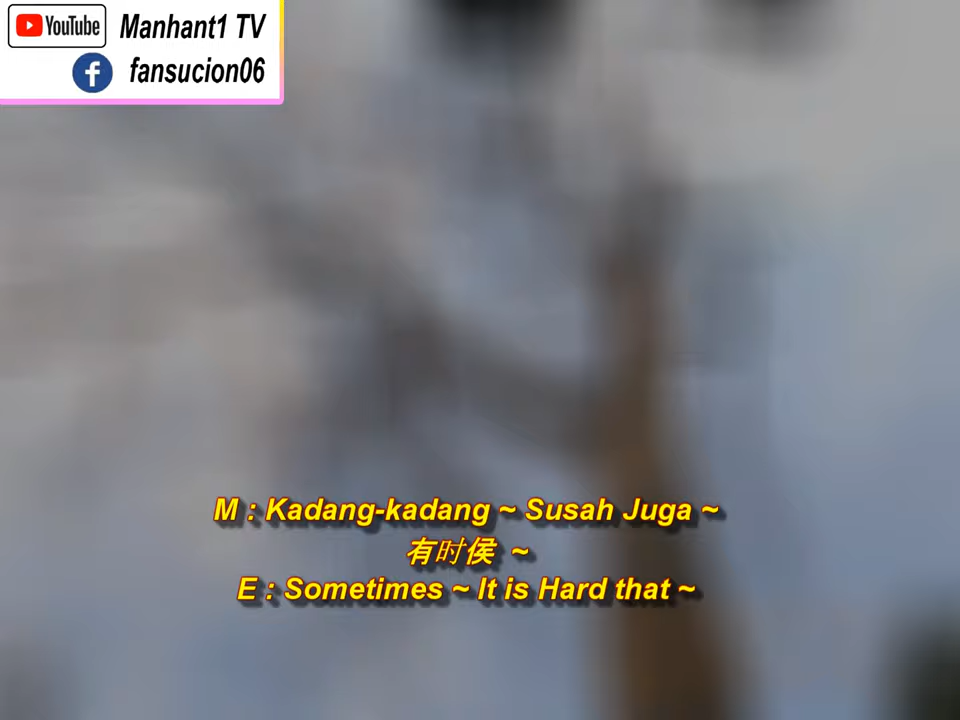 YouTube Manhant1 TV
f fansucion06
M : Kadang-kadang ~ Susah Juga ~
有时侯 ~
E : Sometimes ~ It is Hard that ~